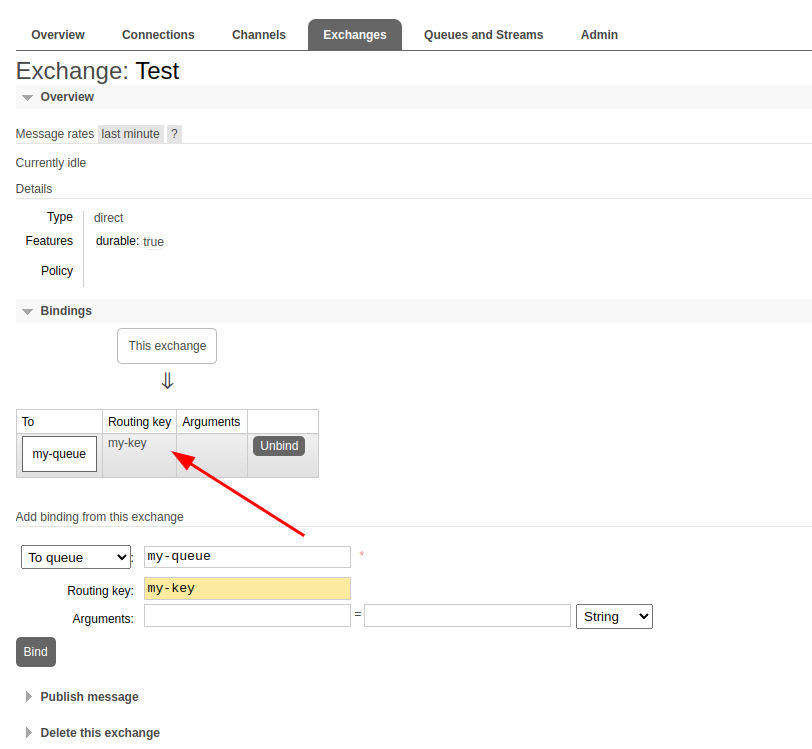 Overview Connections Channels Exchanges Queues and Streams Admin
Exchange: Test
Overview
Message rates last minute ?
Currently idle
Details
Type direct
Features durable: true
Policy
Bindings
This exchange
⇓
To Routing key Arguments
my-queue my-key Unbind
Add binding from this exchange
To queue : my-queue *
Routing key: my-key
Arguments: = String
Bind
Publish message
Delete this exchange